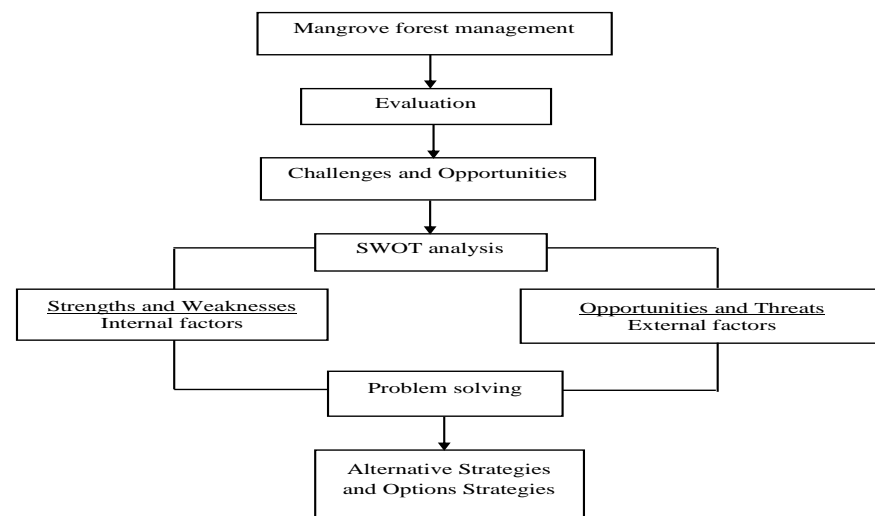 Mangrove forest management
Evaluation
Challenges and Opportunities
SWOT analysis
Strengths and Weaknesses
Internal factors
Opportunities and Threats
External factors
Problem solving
Alternative Strategies
and Options Strategies